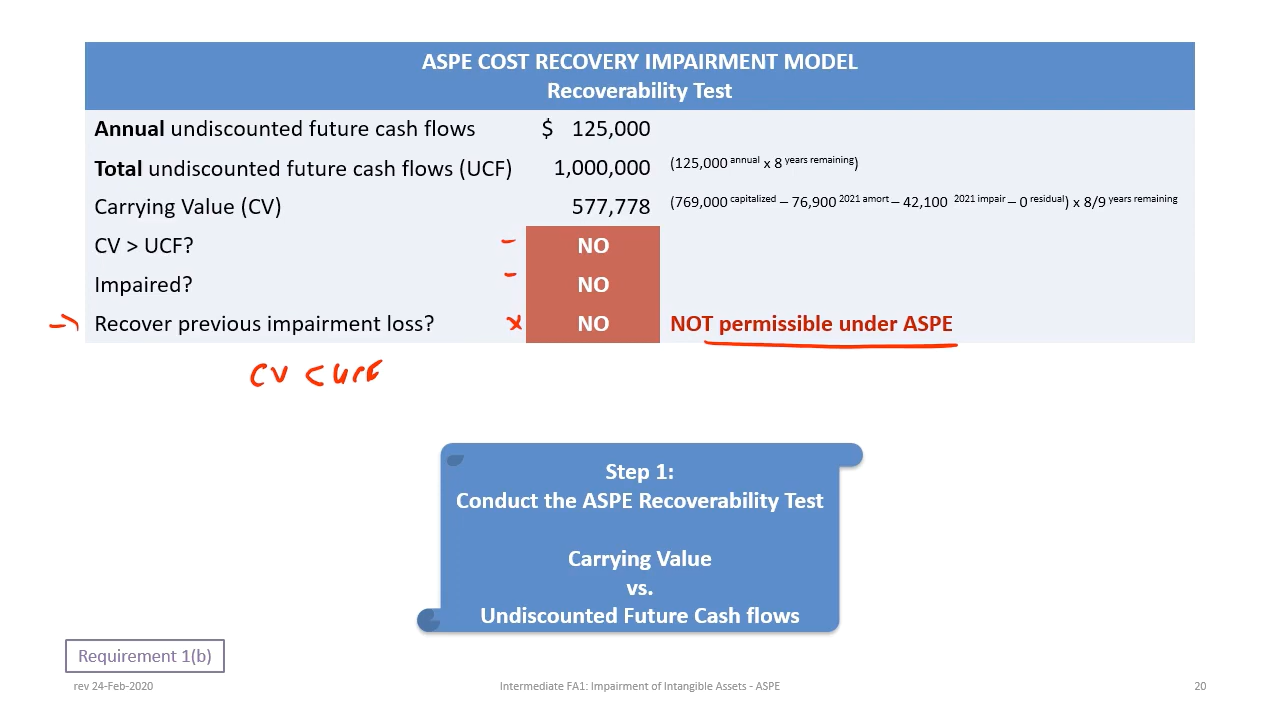 ASPE COST RECOVERY IMPAIRMENT MODEL
Recoverability Test
Annual undiscounted future cash flows $ 125,000
Total undiscounted future cash flows (UCF) 1,000,000 (125,000 annual x 8 years remaining)
Carrying Value (CV) 577,778 (769,000 capitalized – 76,900 2021 amort – 42,100 2021 impair – 0 residual) x 8/9 years remaining
CV > UCF? NO
Impaired? NO
Recover previous impairment loss? NO NOT permissible under ASPE
CV < UCF
Step 1:
Conduct the ASPE Recoverability Test
Carrying Value
vs.
Undiscounted Future Cash flows
Requirement 1(b)
rev 24-Feb-2020 Intermediate FA1: Impairment of Intangible Assets - ASPE 20